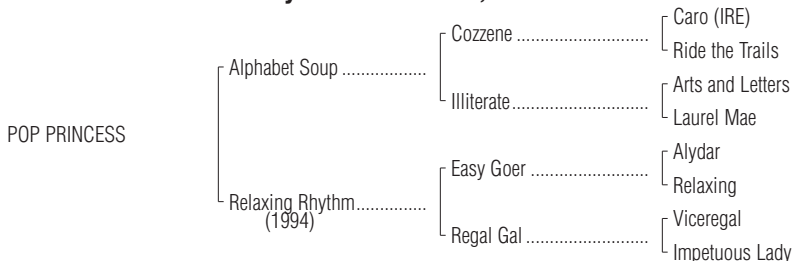 Caro (IRE)
Cozzene ..........................
Ride the Trails
Alphabet Soup ..................
Arts and Letters
Illiterate...........................
Laurel Mae
POP PRINCESS
Alydar
Easy Goer ........................
Relaxing
Relaxing Rhythm...............
(1994)
Viceregal
Regal Gal .........................
Impetuous Lady